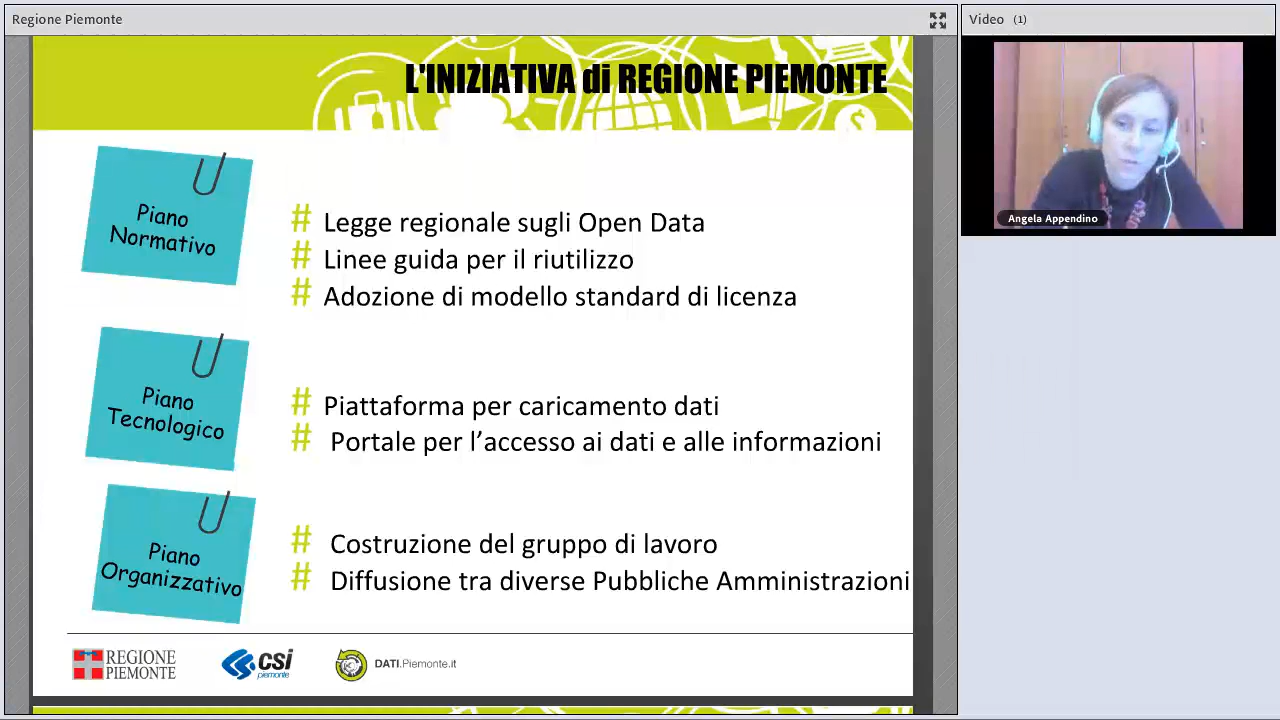 Regione Piemonte
Video (1)
L'INIZIATIVA di REGIONE PIEMONTE
Angela Appendino
Piano
Normativo
# Legge regionale sugli Open Data
# Linee guida per il riutilizzo
# Adozione di modello standard di licenza
Piano
Tecnologico
# Piattaforma per caricamento dati
# Portale per l’accesso ai dati e alle informazioni
Piano
Organizzativo
# Costruzione del gruppo di lavoro
# Diffusione tra diverse Pubbliche Amministrazioni
REGIONE
PIEMONTE
csi
piemonte
DATI.Piemonte.it